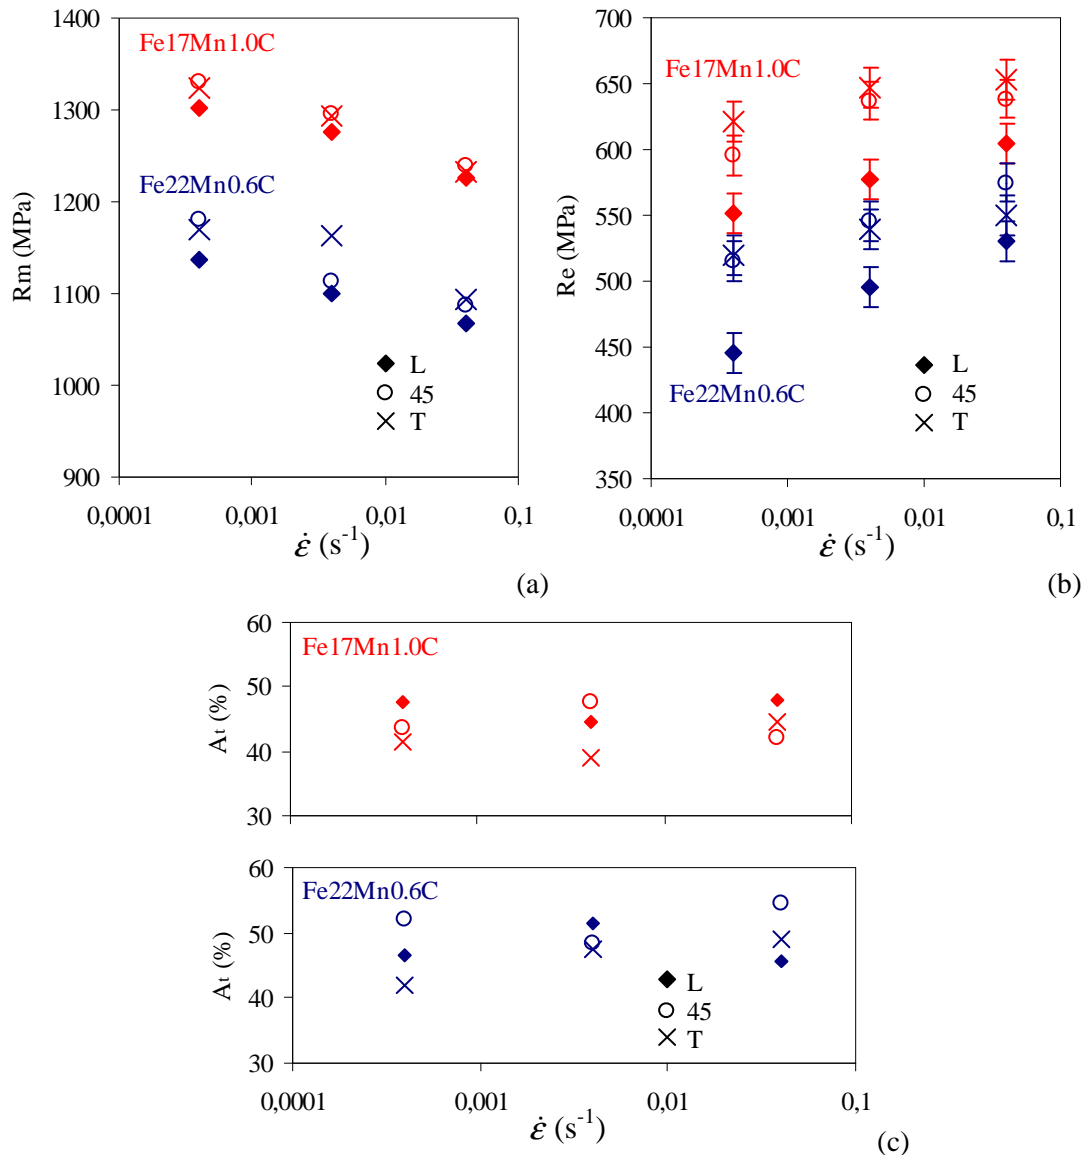 1400
1300
1200
1100
1000
900
Rm (MPa)
Fe17Mn1.0C
Fe22Mn0.6C
L
45
T
0,0001
0,001
0,01
0,1
ε̇ (s⁻¹)
(a)
700
650
600
550
500
450
400
350
Re (MPa)
Fe17Mn1.0C
Fe22Mn0.6C
L
45
T
0,0001
0,001
0,01
0,1
ε̇ (s⁻¹)
(b)
60
50
40
30
At (%)
Fe17Mn1.0C
60
50
40
30
At (%)
Fe22Mn0.6C
L
45
T
0,0001
0,001
0,01
0,1
ε̇ (s⁻¹)
(c)